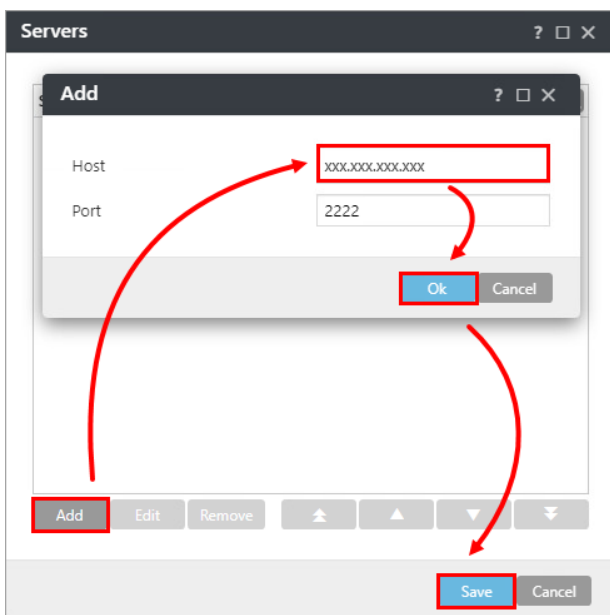 Servers
?
S
Add
?
Host
xxx.xxx.xxx.xxx
Port
2222
Ok
Cancel
Add
Edit
Remove
Save
Cancel